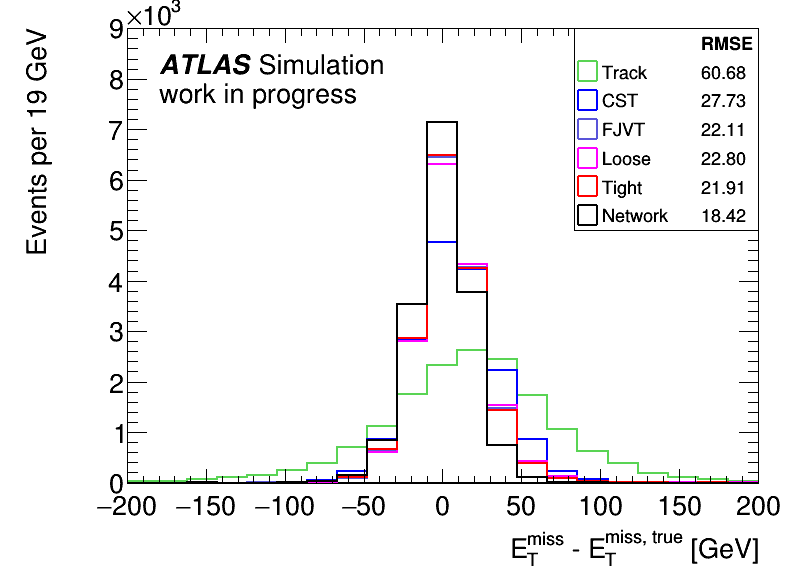 ×10³
9
8
7
6
5
4
3
2
1
0
Events per 19 GeV
ATLAS Simulation
work in progress
RMSE
Track 60.68
CST 27.73
FJVT 22.11
Loose 22.80
Tight 21.91
Network 18.42
−200 −150 −100 −50 0 50 100 150 200
E_T^miss - E_T^miss, true [GeV]